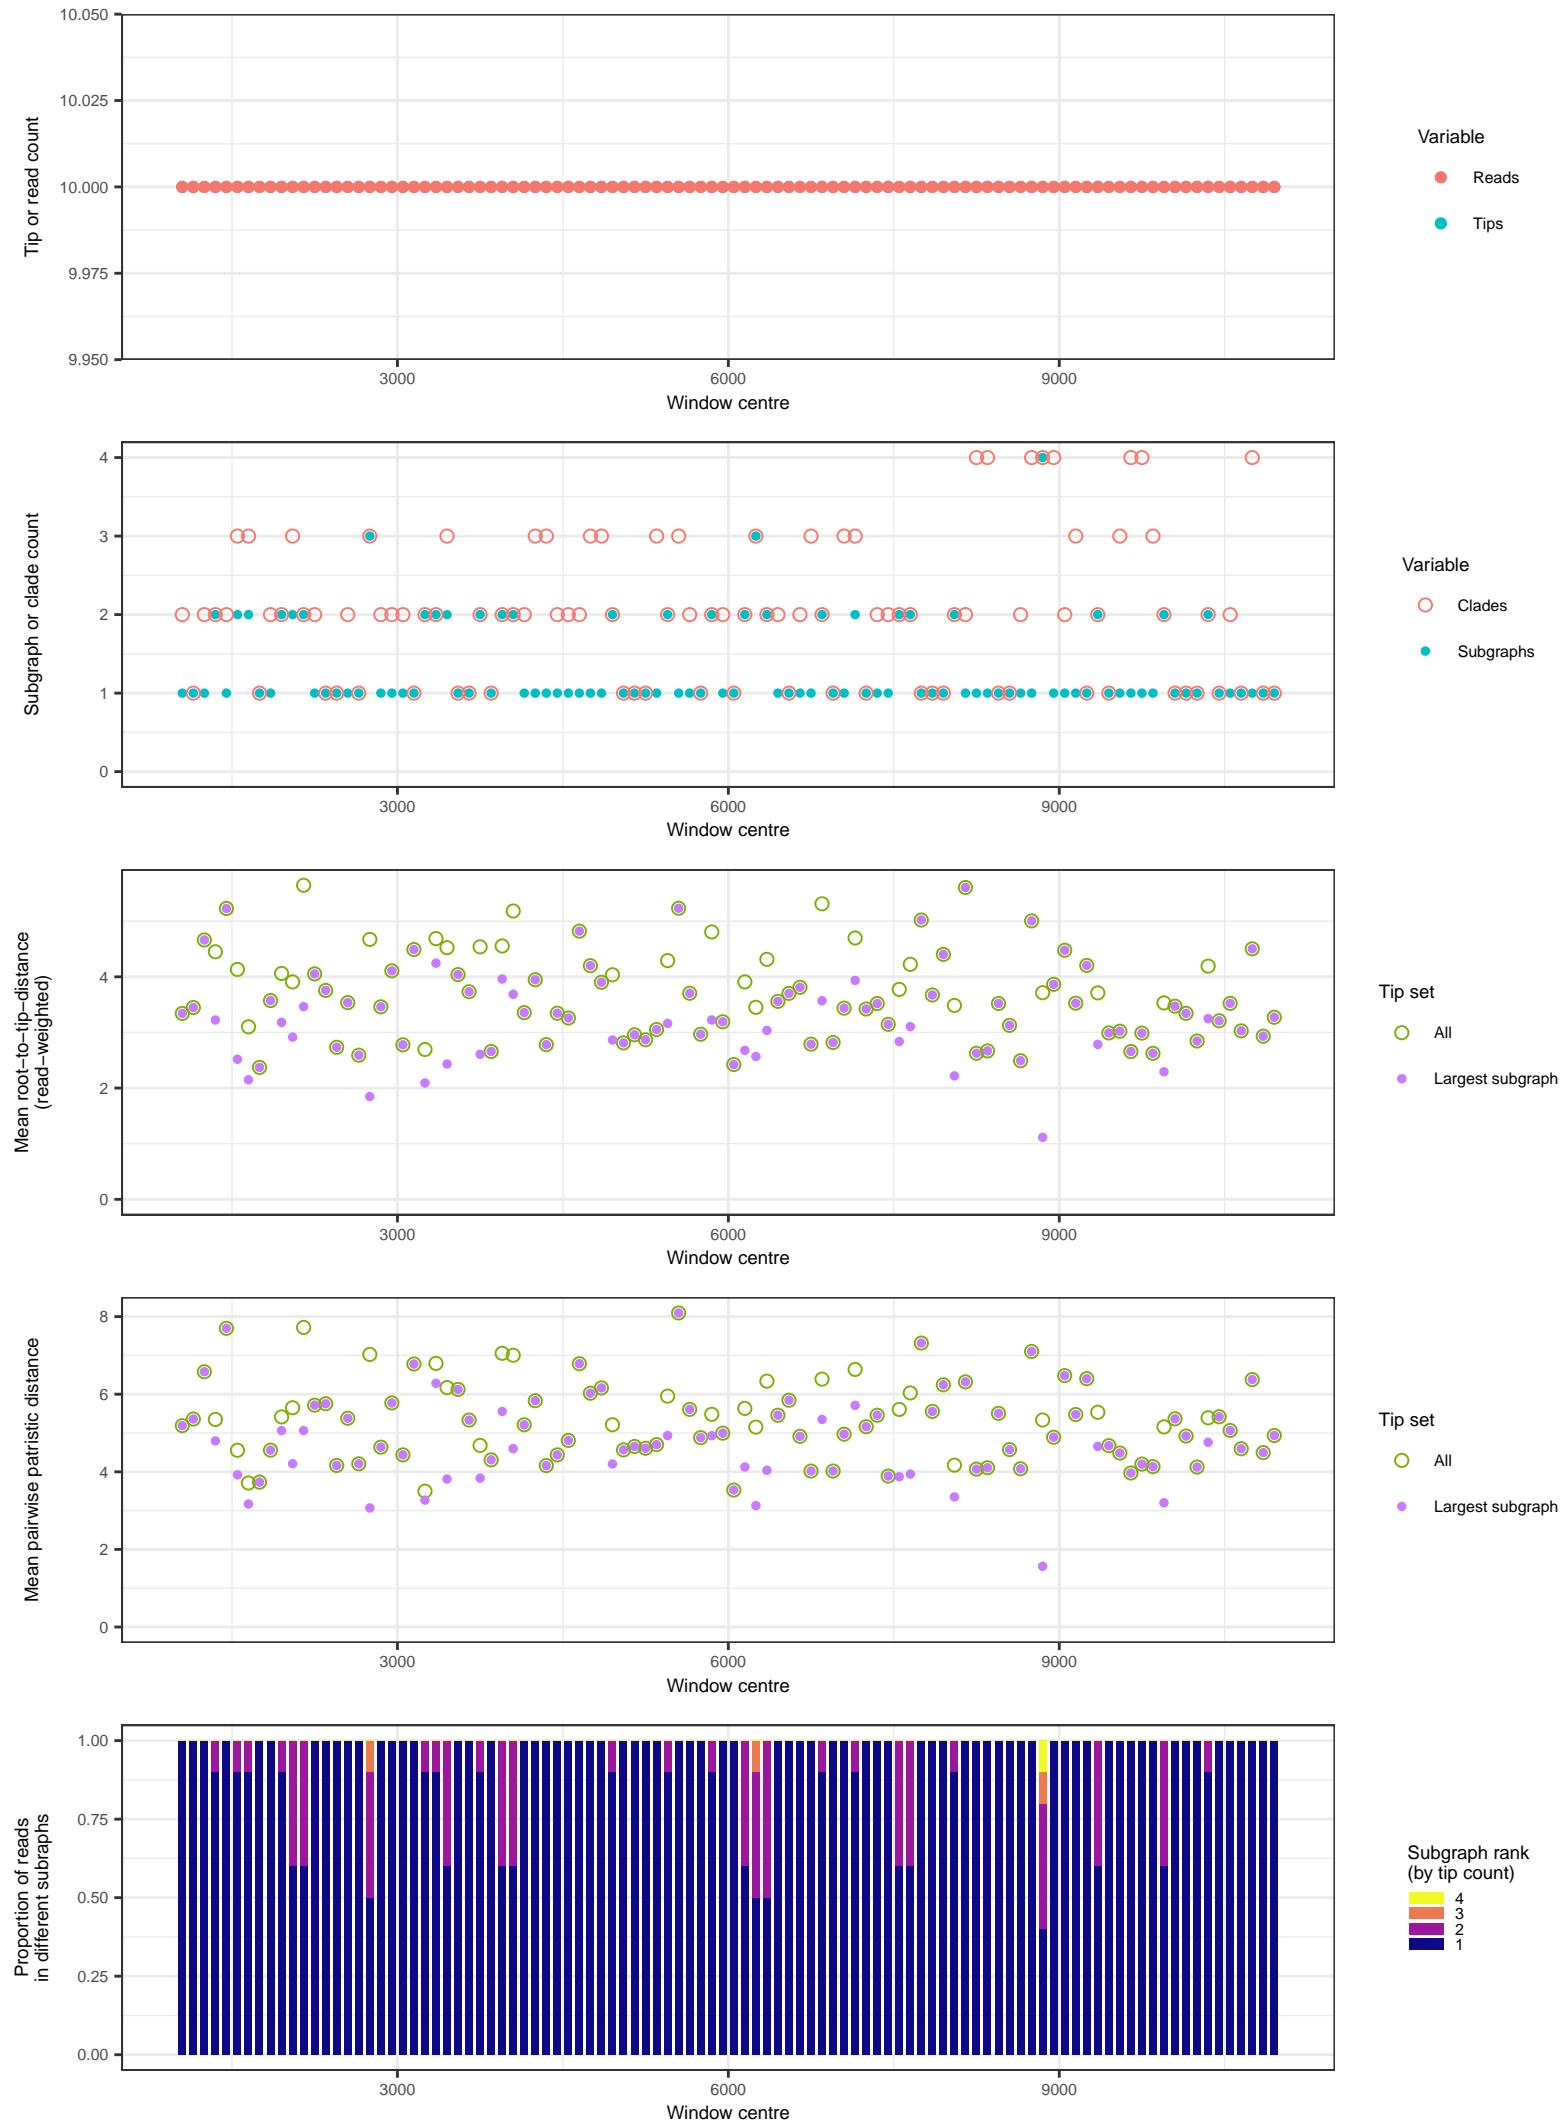 10.050
10.025
10.000
9.975
9.950
Tip or read count
3000 6000 9000
Window centre
Variable
Reads
Tips
4
3
2
1
0
Subgraph or clade count
3000 6000 9000
Window centre
Variable
Clades
Subgraphs
4
2
0
Mean root−to−tip−distance
(read−weighted)
3000 6000 9000
Window centre
Tip set
All
Largest subgraph
8
6
4
2
0
Mean pairwise patristic distance
3000 6000 9000
Window centre
Tip set
All
Largest subgraph
1.00
0.75
0.50
0.25
0.00
Proportion of reads
in different subraphs
3000 6000 9000
Window centre
Subgraph rank
(by tip count)
4
3
2
1